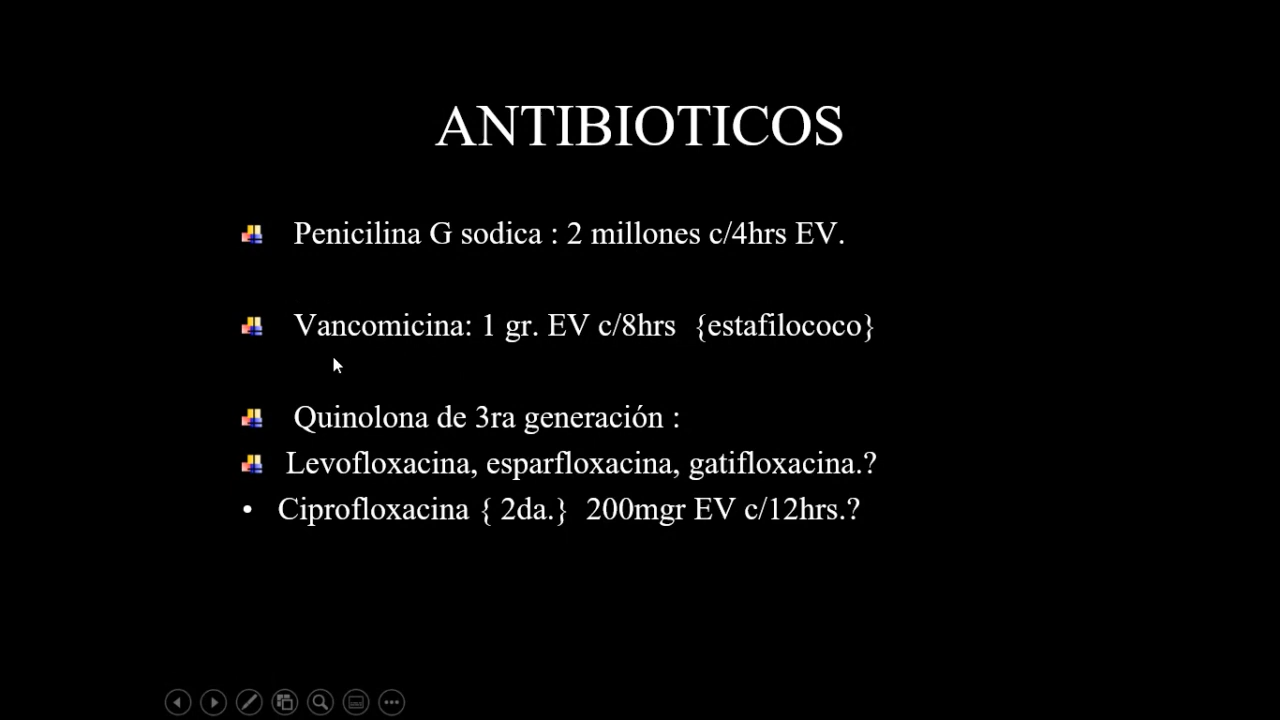 ANTIBIOTICOS
Penicilina G sodica : 2 millones c/4hrs EV.
Vancomicina: 1 gr. EV c/8hrs {estafilococo}
Quinolona de 3ra generación :
Levofloxacina, esparfloxacina, gatifloxacina.?
• Ciprofloxacina { 2da.} 200mgr EV c/12hrs.?